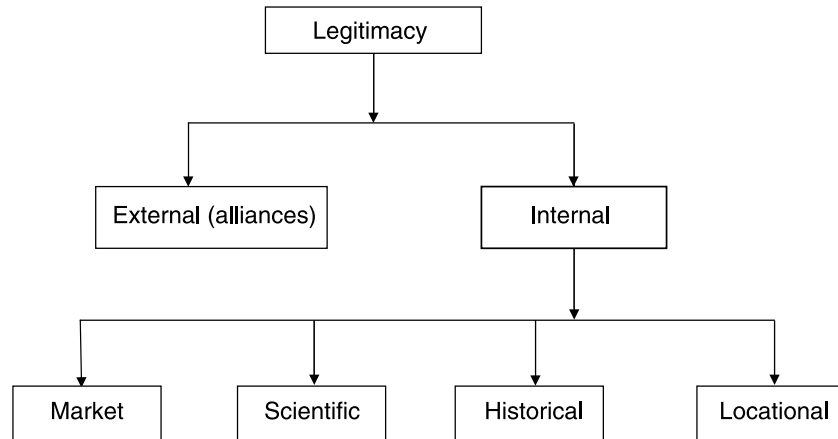 Legitimacy
External (alliances)
Internal
Market
Scientific
Historical
Locational